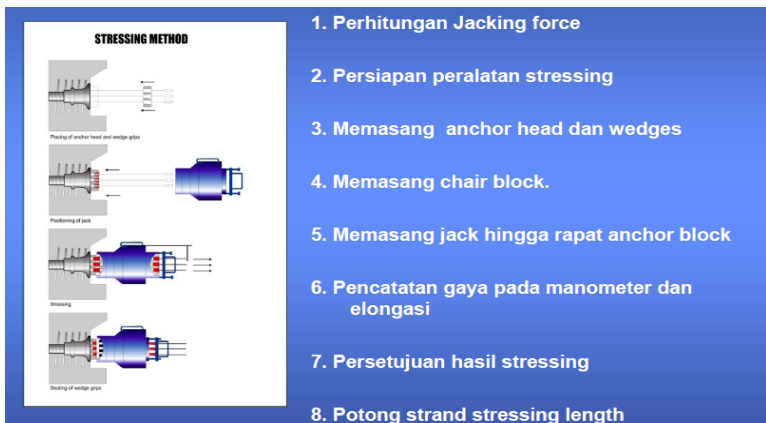 STRESSING METHOD
Placing of anchor head and wedge grips
Positioning of jack
Stressing
Seating of wedge grips
1. Perhitungan Jacking force
2. Persiapan peralatan stressing
3. Memasang anchor head dan wedges
4. Memasang chair block.
5. Memasang jack hingga rapat anchor block
6. Pencatatan gaya pada manometer dan
elongasi
7. Persetujuan hasil stressing
8. Potong strand stressing length